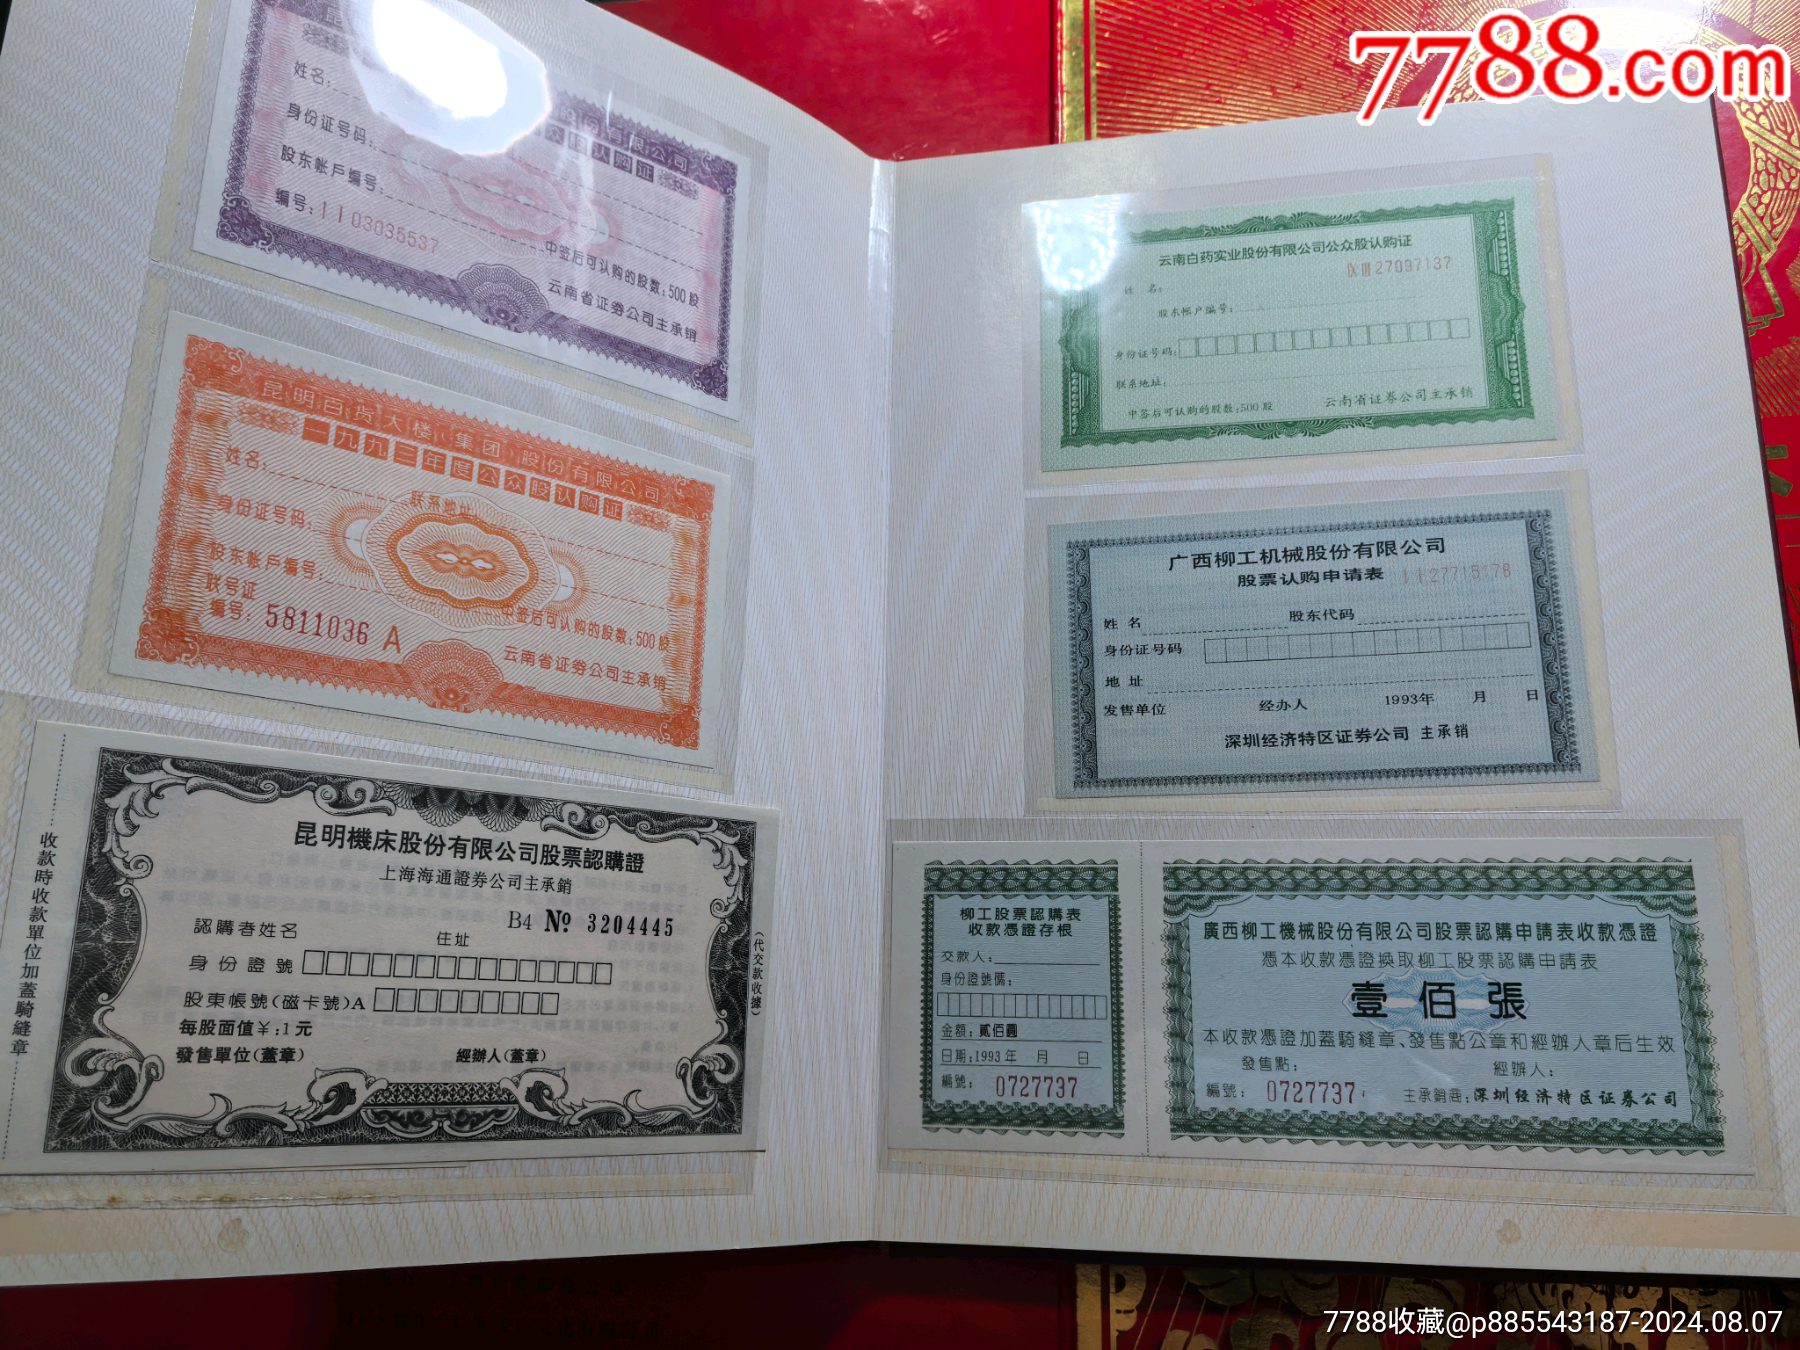 7788.com
昆
股份有限公司
众股认购证
姓名:
身份证号码:
股东帐户编号:
编号:1103035537
中签后可认购的股数:500股
云南省证券公司主承销
昆明百货大楼(集团)股份有限公司
一九九三年度公众股认购证
姓名:
联系地址
身份证号码:
股东帐户编号:
联号证
编号: 5811036 A
中签后可认购的股数:500股
云南省证券公司主承销
收款時收款單位加蓋騎縫章
昆明機床股份有限公司股票認購證
上海海通證券公司主承銷
B4 № 3204445
認購者姓名
住址
身份證號
股東帳號(磁卡號)A
每股面值￥:1元
發售單位(蓋章)
經辦人(蓋章)
(代交款收據)
云南白药实业股份有限公司公众股认购证
27097137
姓 名:
股东帐户编号:
身份证号码:
联系地址:
中签后可认购的股数:500股
云南省证券公司主承销
广西柳工机械股份有限公司
股票认购申请表 1127715178
姓 名 股东代码
身份证号码
地 址
发售单位 经办人 1993年 月 日
深圳经济特区证券公司 主承销
柳工股票認購表
收款憑證存根
交款人:
身份證號碼:
金額: 貳佰圓
日期:1993年 月 日
編號: 0727737
廣西柳工機械股份有限公司股票認購申請表收款憑證
憑本收款憑證換取柳工股票認購申請表
壹佰張
本收款憑證加蓋騎縫章、發售點公章和經辦人章后生效
發售點: 經辦人:
編號: 0727737 主承銷商:深圳经济特区证券公司
7788收藏@p885543187-2024.08.07